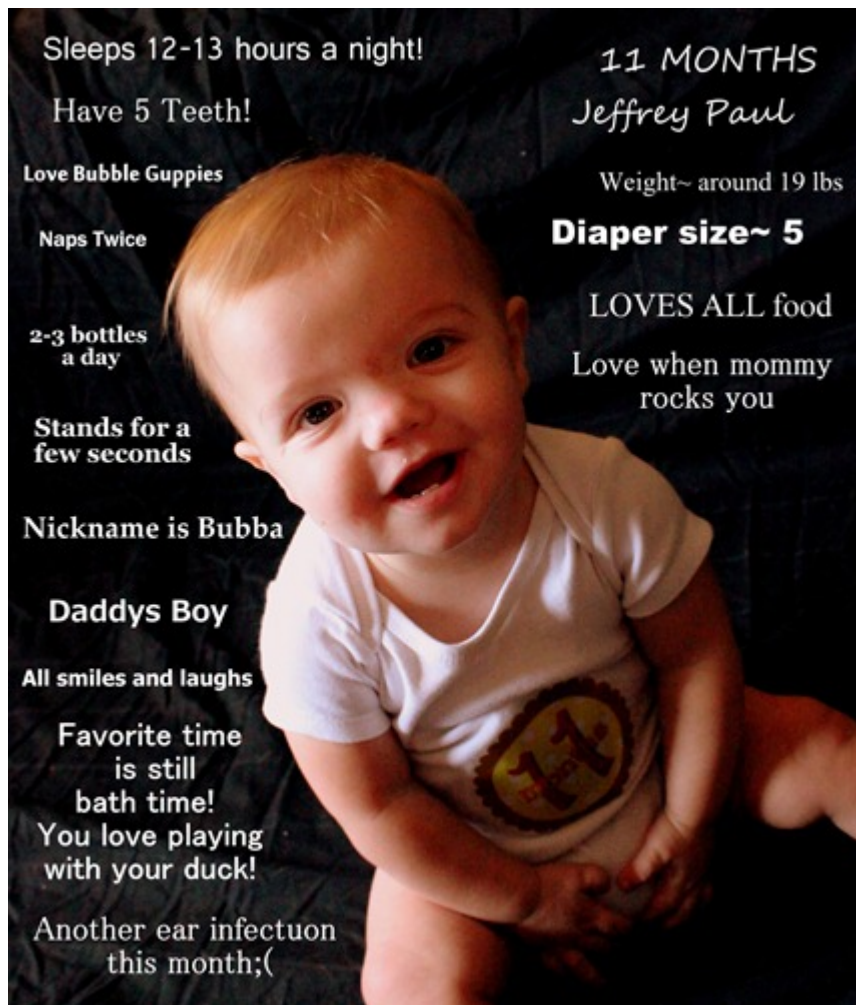 Sleeps 12-13 hours a night!
Have 5 Teeth!
Love Bubble Guppies
Naps Twice
2-3 bottles
a day
Stands for a
few seconds
Nickname is Bubba
Daddys Boy
All smiles and laughs
Favorite time
is still
bath time!
You love playing
with your duck!
Another ear infectuon
this month;(
11 MONTHS
Jeffrey Paul
Weight~ around 19 lbs
Diaper size~ 5
LOVES ALL food
Love when mommy
rocks you
11